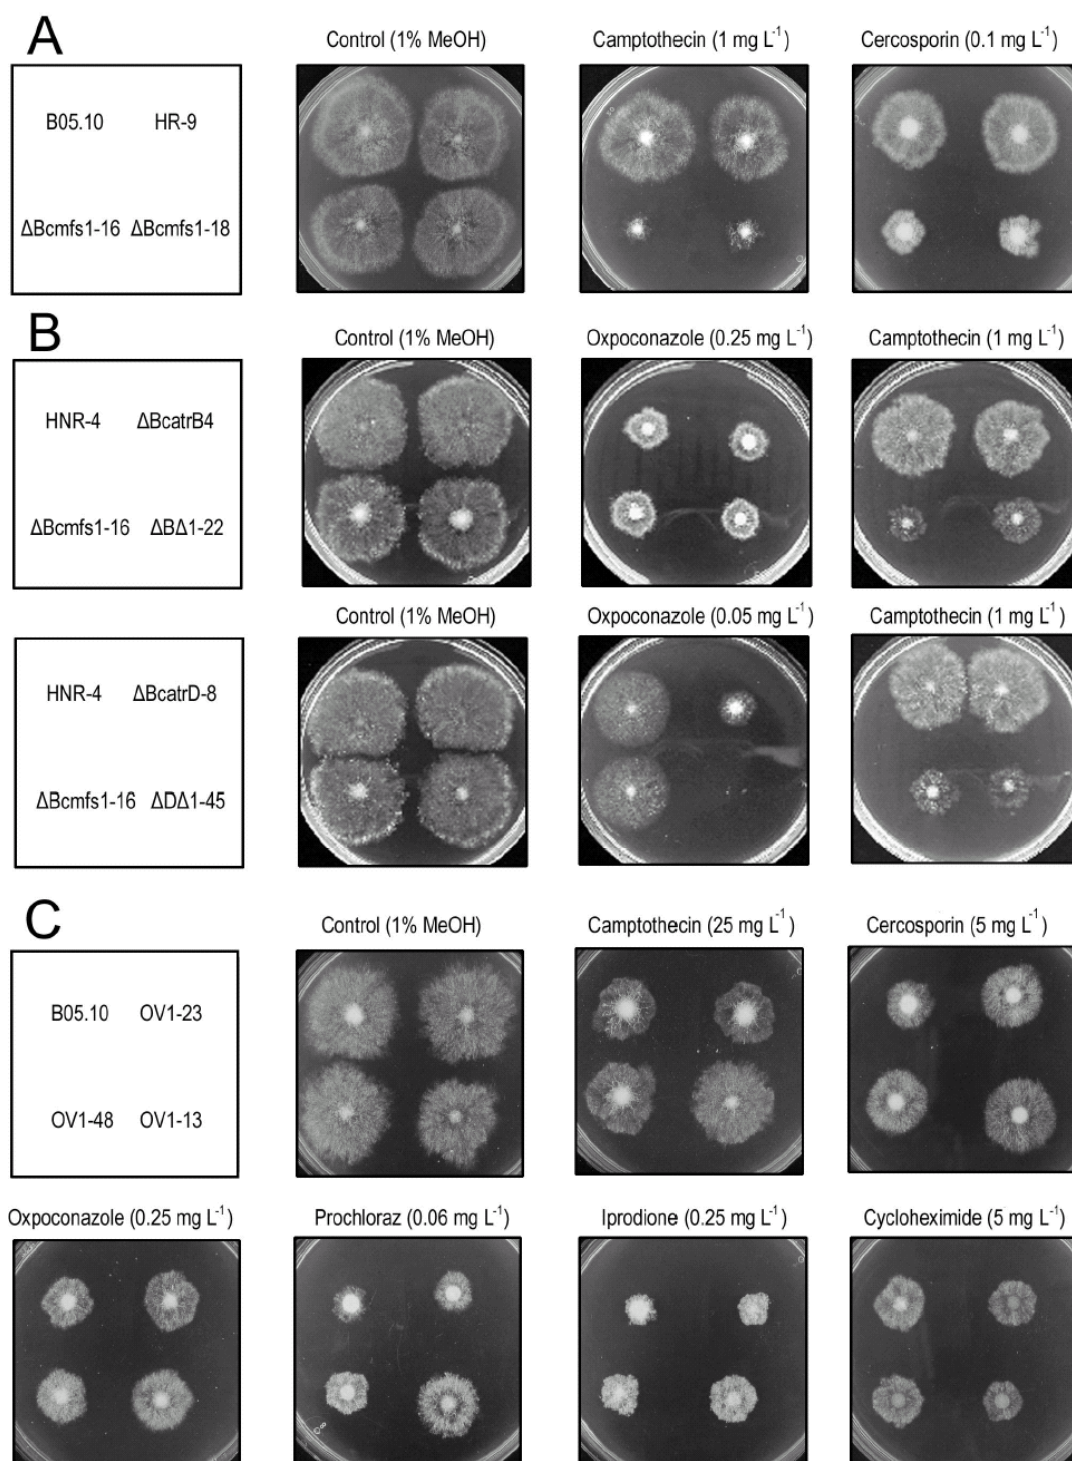 A
Control (1% MeOH)
Camptothecin (1 mg L-1)
Cercosporin (0.1 mg L-1)
B05.10 HR-9
ΔBcmfs1-16 ΔBcmfs1-18
B
Control (1% MeOH)
Oxpoconazole (0.25 mg L-1)
Camptothecin (1 mg L-1)
HNR-4 ΔBcatrB4
ΔBcmfs1-16 ΔBΔ1-22
Control (1% MeOH)
Oxpoconazole (0.05 mg L-1)
Camptothecin (1 mg L-1)
HNR-4 ΔBcatrD-8
ΔBcmfs1-16 ΔDΔ1-45
C
Control (1% MeOH)
Camptothecin (25 mg L-1)
Cercosporin (5 mg L-1)
B05.10 OV1-23
OV1-48 OV1-13
Oxpoconazole (0.25 mg L-1)
Prochloraz (0.06 mg L-1)
Iprodione (0.25 mg L-1)
Cycloheximide (5 mg L-1)